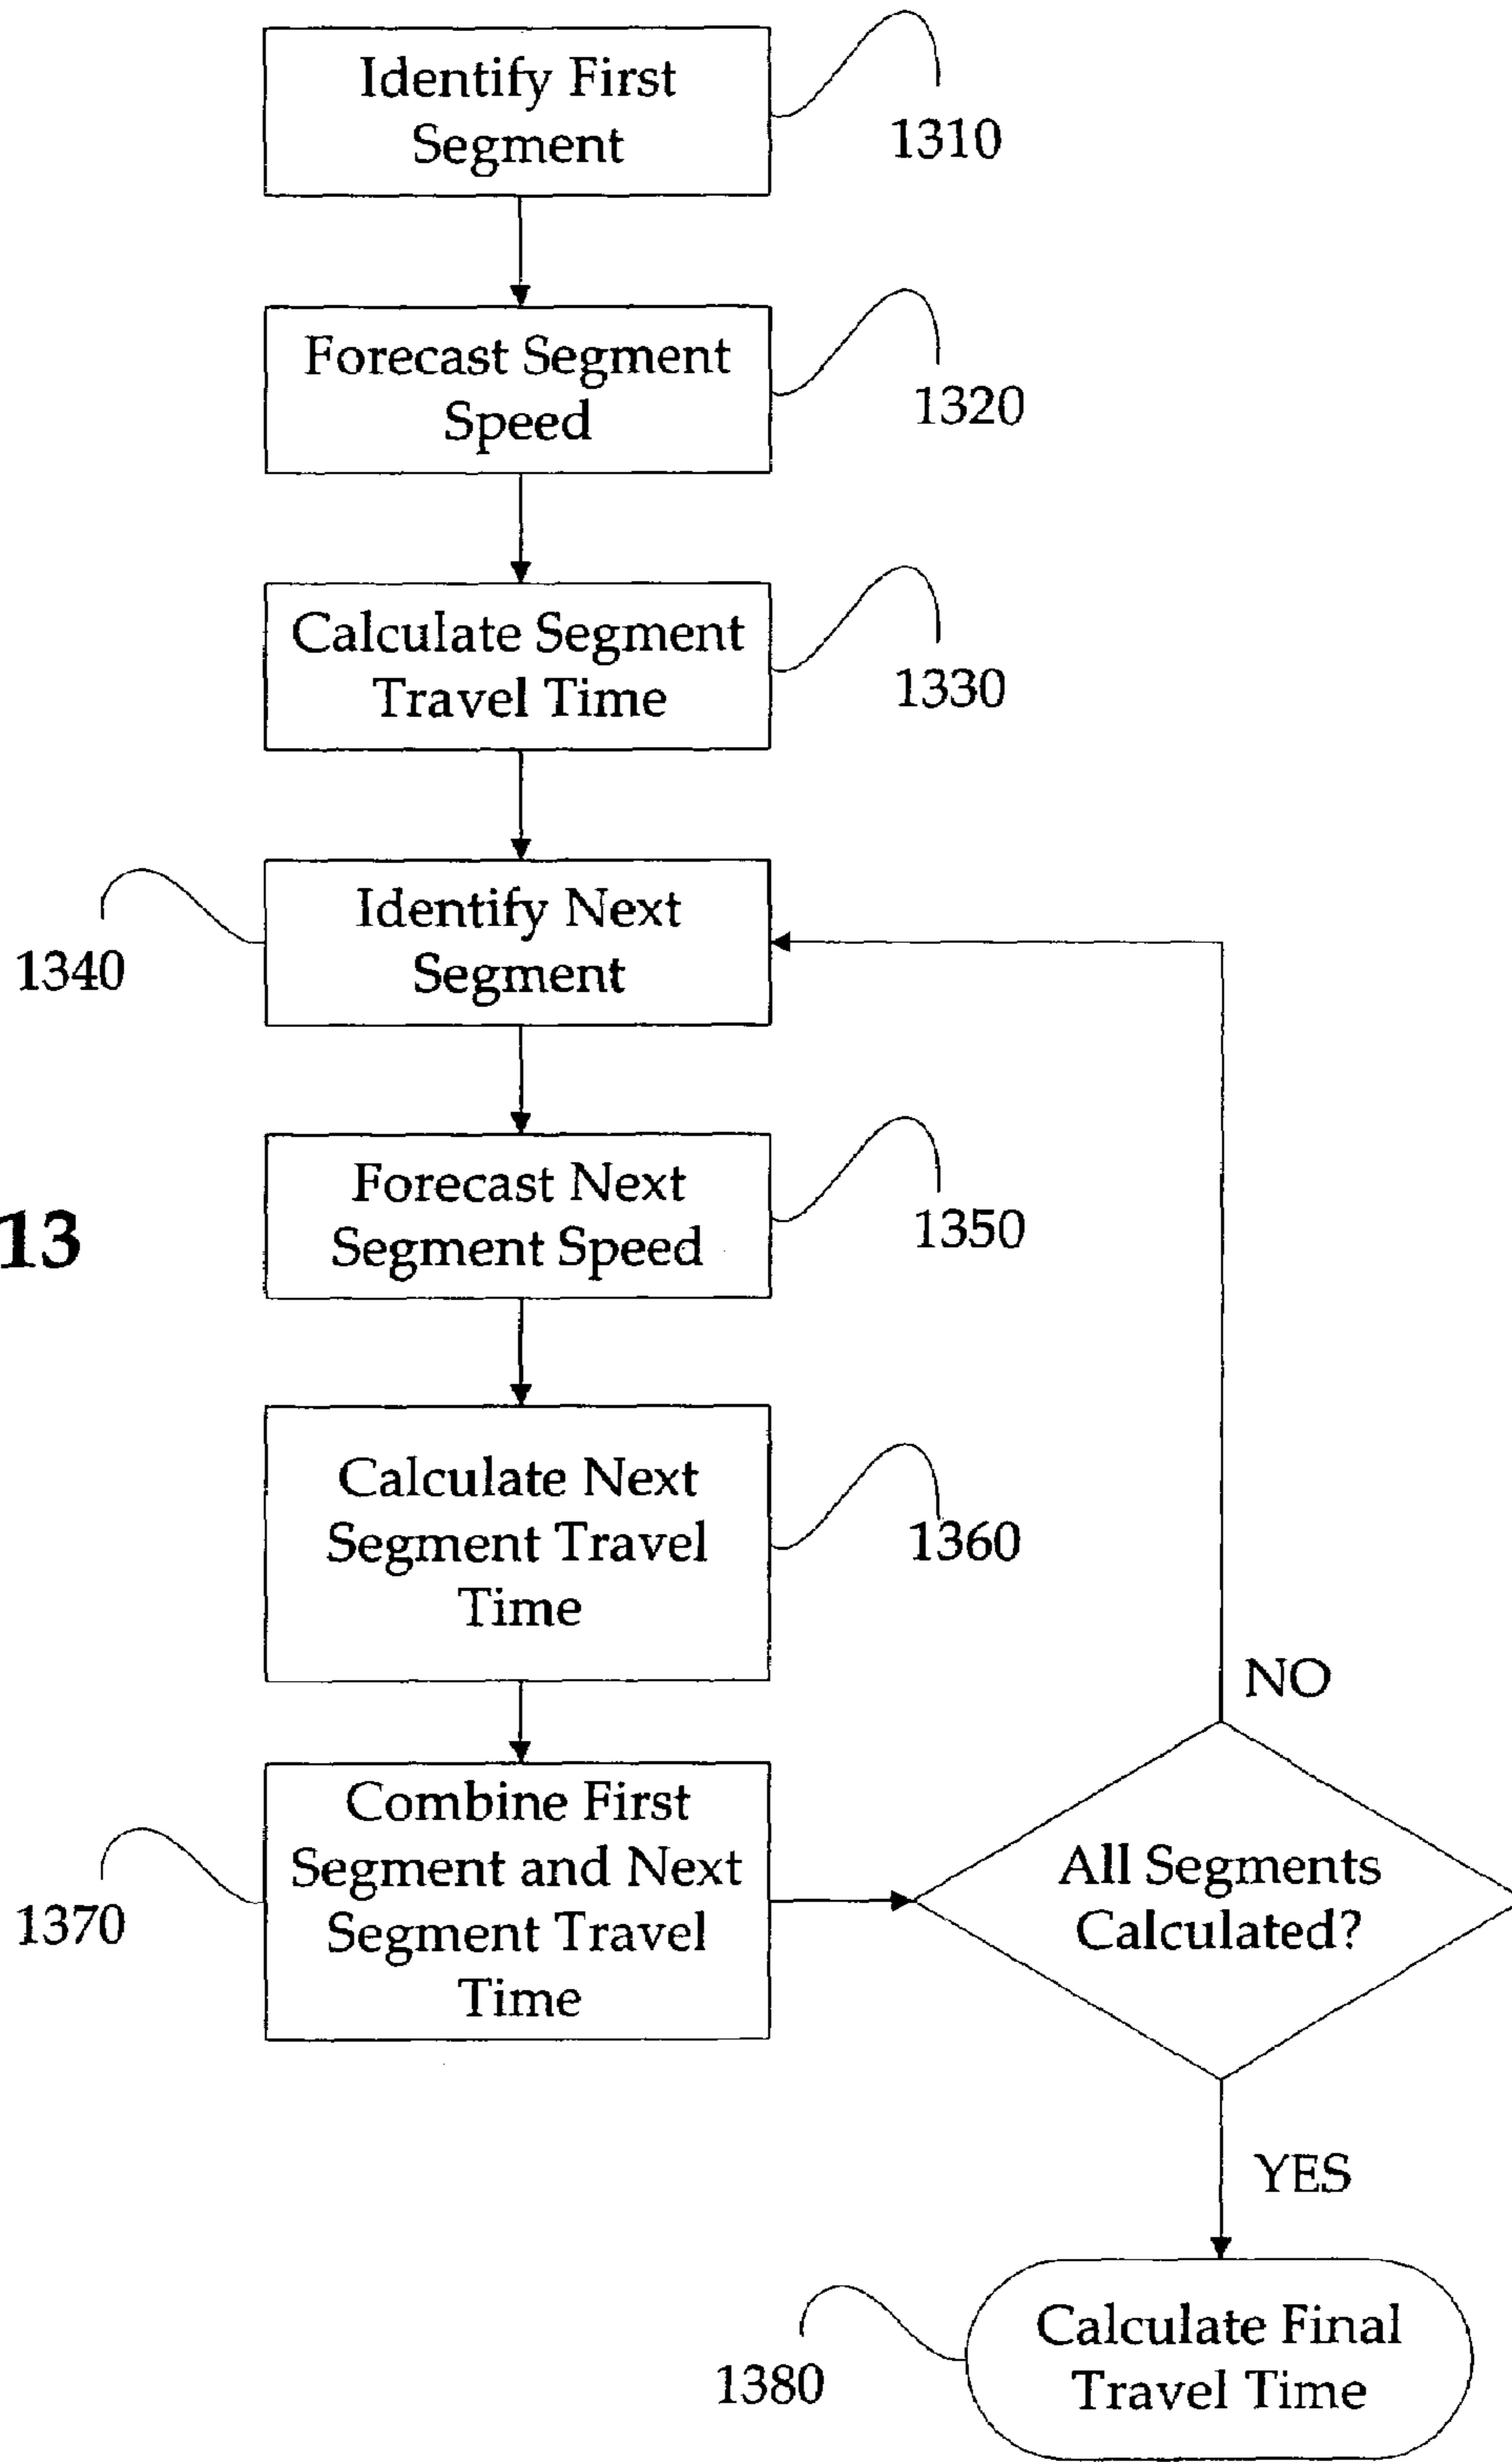 Identify First
Segment
1310
Forecast Segment
Speed
1320
Calculate Segment
Travel Time
1330
Identify Next
Segment
1340
Forecast Next
Segment Speed
1350
13
Calculate Next
Segment Travel
Time
1360
NO
Combine First
Segment and Next
Segment Travel
Time
1370
All Segments
Calculated?
YES
Calculate Final
Travel Time
1380